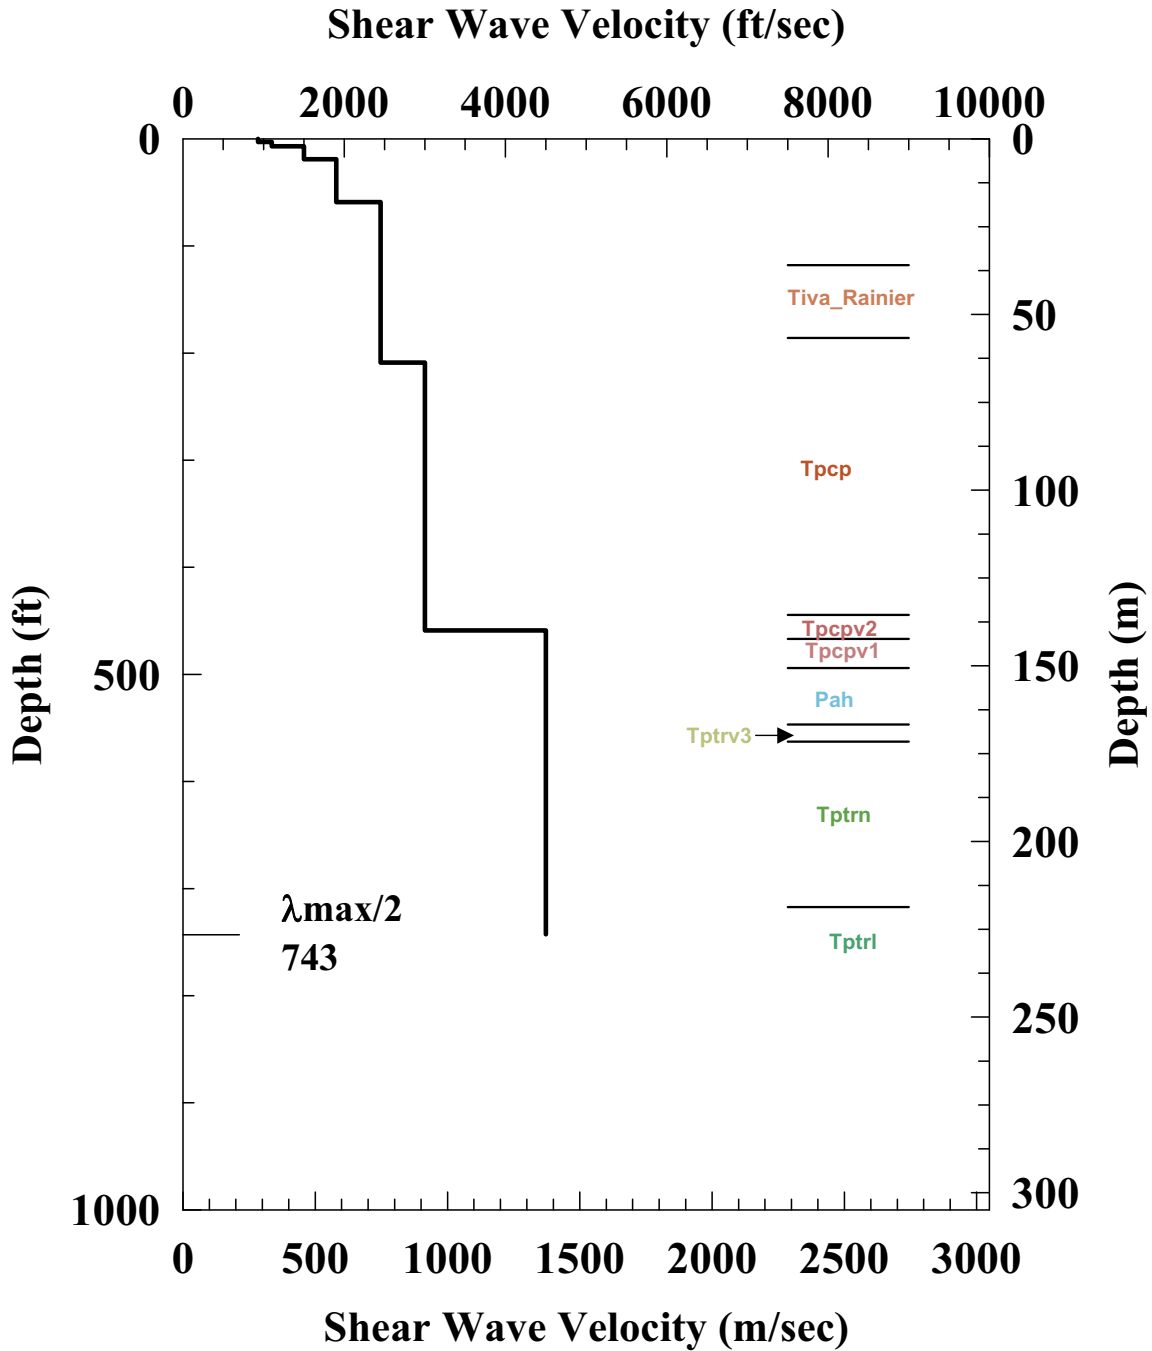 Shear Wave Velocity (ft/sec)
0 2000 4000 6000 8000 10000
0
0
Tiva_Rainier
50
Tpcp
100
Depth (ft)
Depth (m)
Tpcpv2
Tpcpv1
150
500
Pah
Tptrv3
Tptrn
200
λmax/2
743
Tptrl
250
300
1000
0 500 1000 1500 2000 2500 3000
Shear Wave Velocity (m/sec)